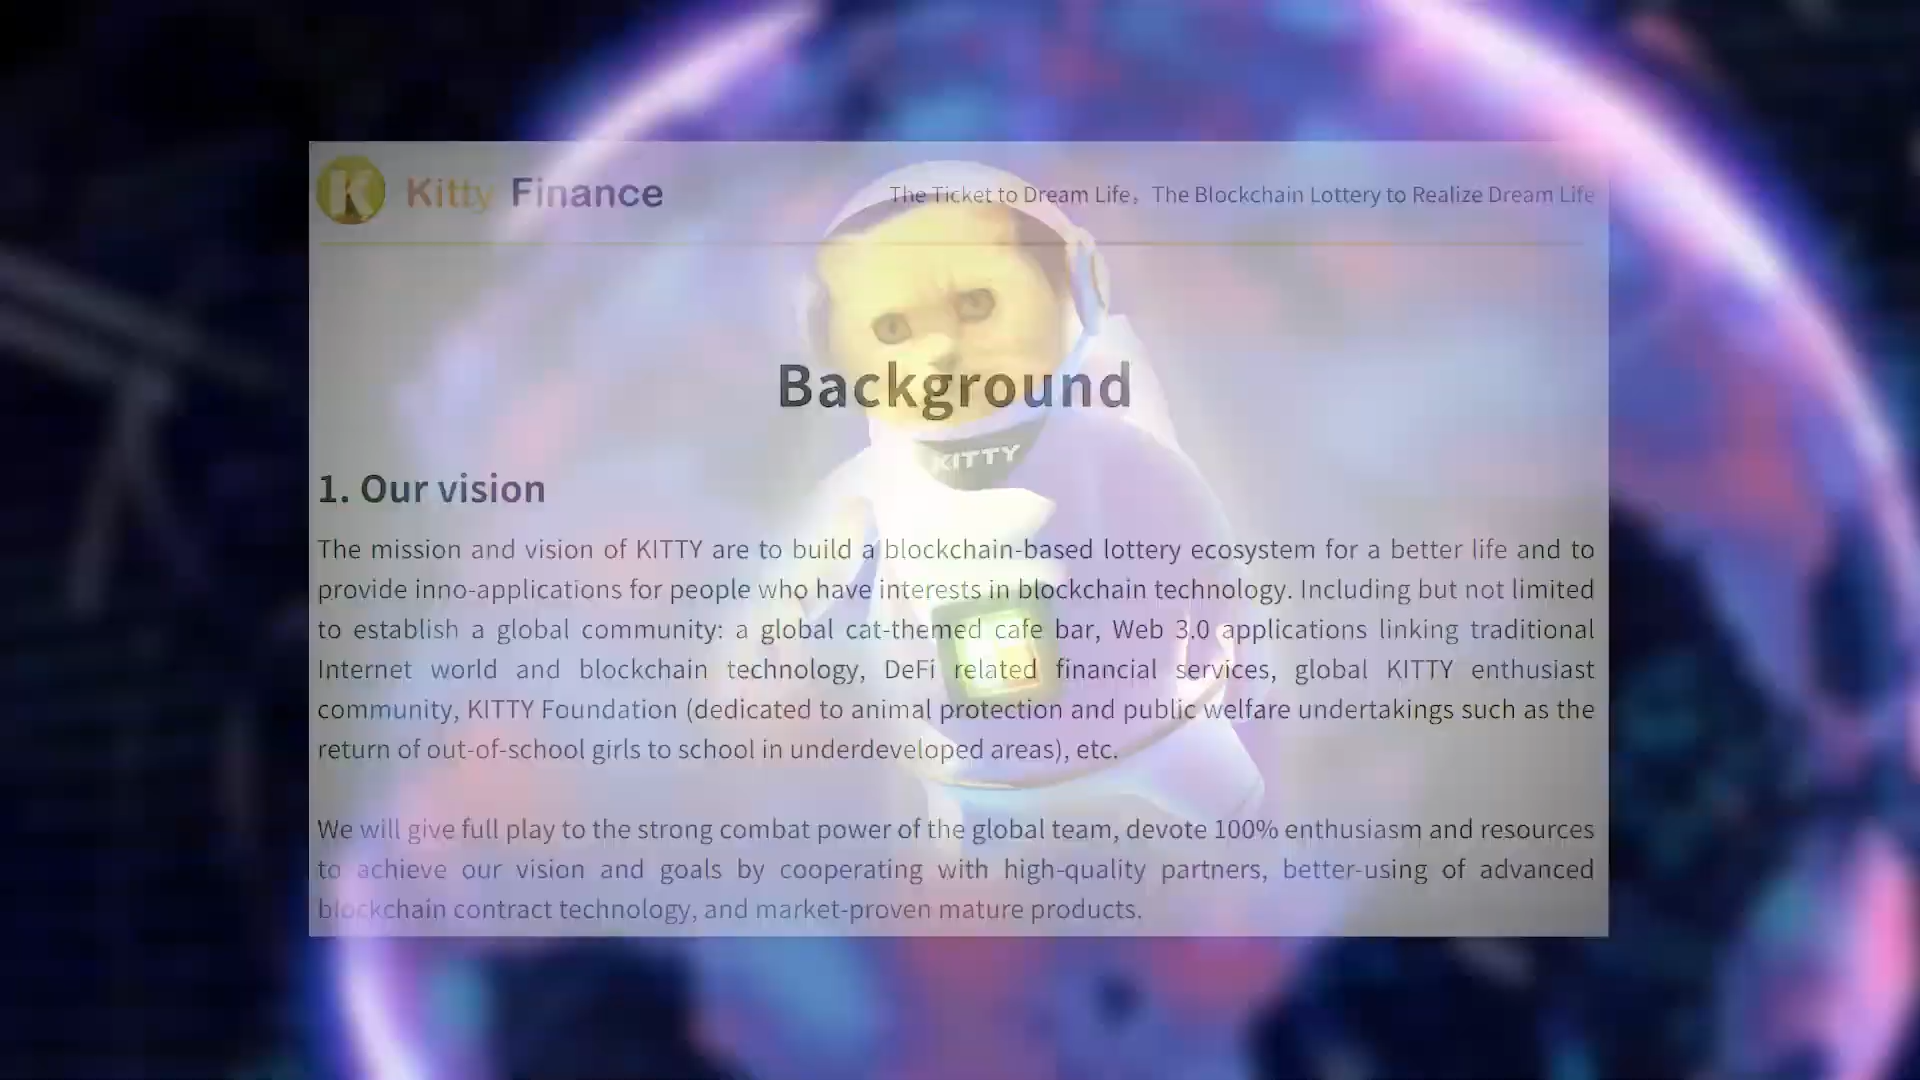 Kitty Finance
The Ticket to Dream Life, The Blockchain Lottery to Realize Dream Life
Background
KITTY
1. Our vision
The mission and vision of KITTY are to build a blockchain-based lottery ecosystem for a better life and to
provide inno-applications for people who have interests in blockchain technology. Including but not limited
to establish a global community: a global cat-themed cafe bar, Web 3.0 applications linking traditional
Internet world and blockchain technology, DeFi related financial services, global KITTY enthusiast
community, KITTY Foundation (dedicated to animal protection and public welfare undertakings such as the
return of out-of-school girls to school in underdeveloped areas), etc.
We will give full play to the strong combat power of the global team, devote 100% enthusiasm and resources
to achieve our vision and goals by cooperating with high-quality partners, better-using of advanced
blockchain contract technology, and market-proven mature products.